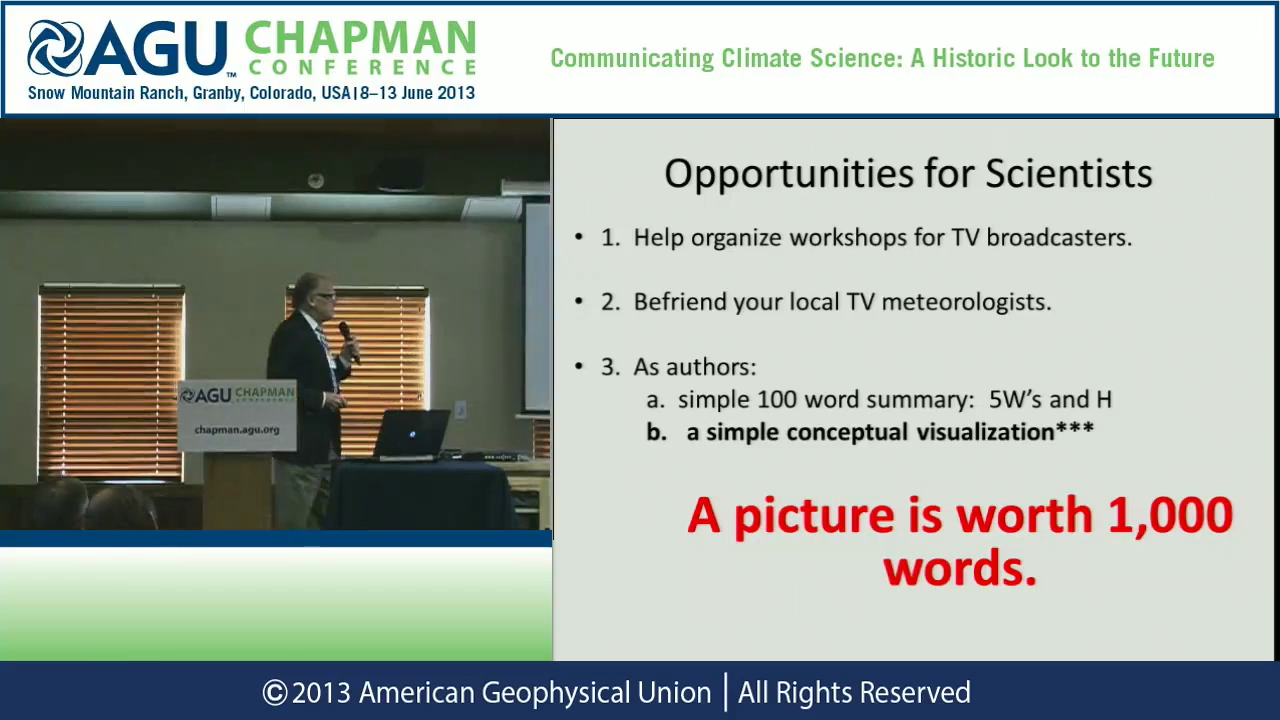 AGU CHAPMAN
TM
CONFERENCE
Snow Mountain Ranch, Granby, Colorado, USA|8–13 June 2013
Communicating Climate Science: A Historic Look to the Future
Opportunities for Scientists
• 1. Help organize workshops for TV broadcasters.
• 2. Befriend your local TV meteorologists.
• 3. As authors:
a. simple 100 word summary: 5W's and H
b. a simple conceptual visualization***
A picture is worth 1,000
words.
AGU CHAPMAN
CONFERENCE
chapman.agu.org
©2013 American Geophysical Union | All Rights Reserved